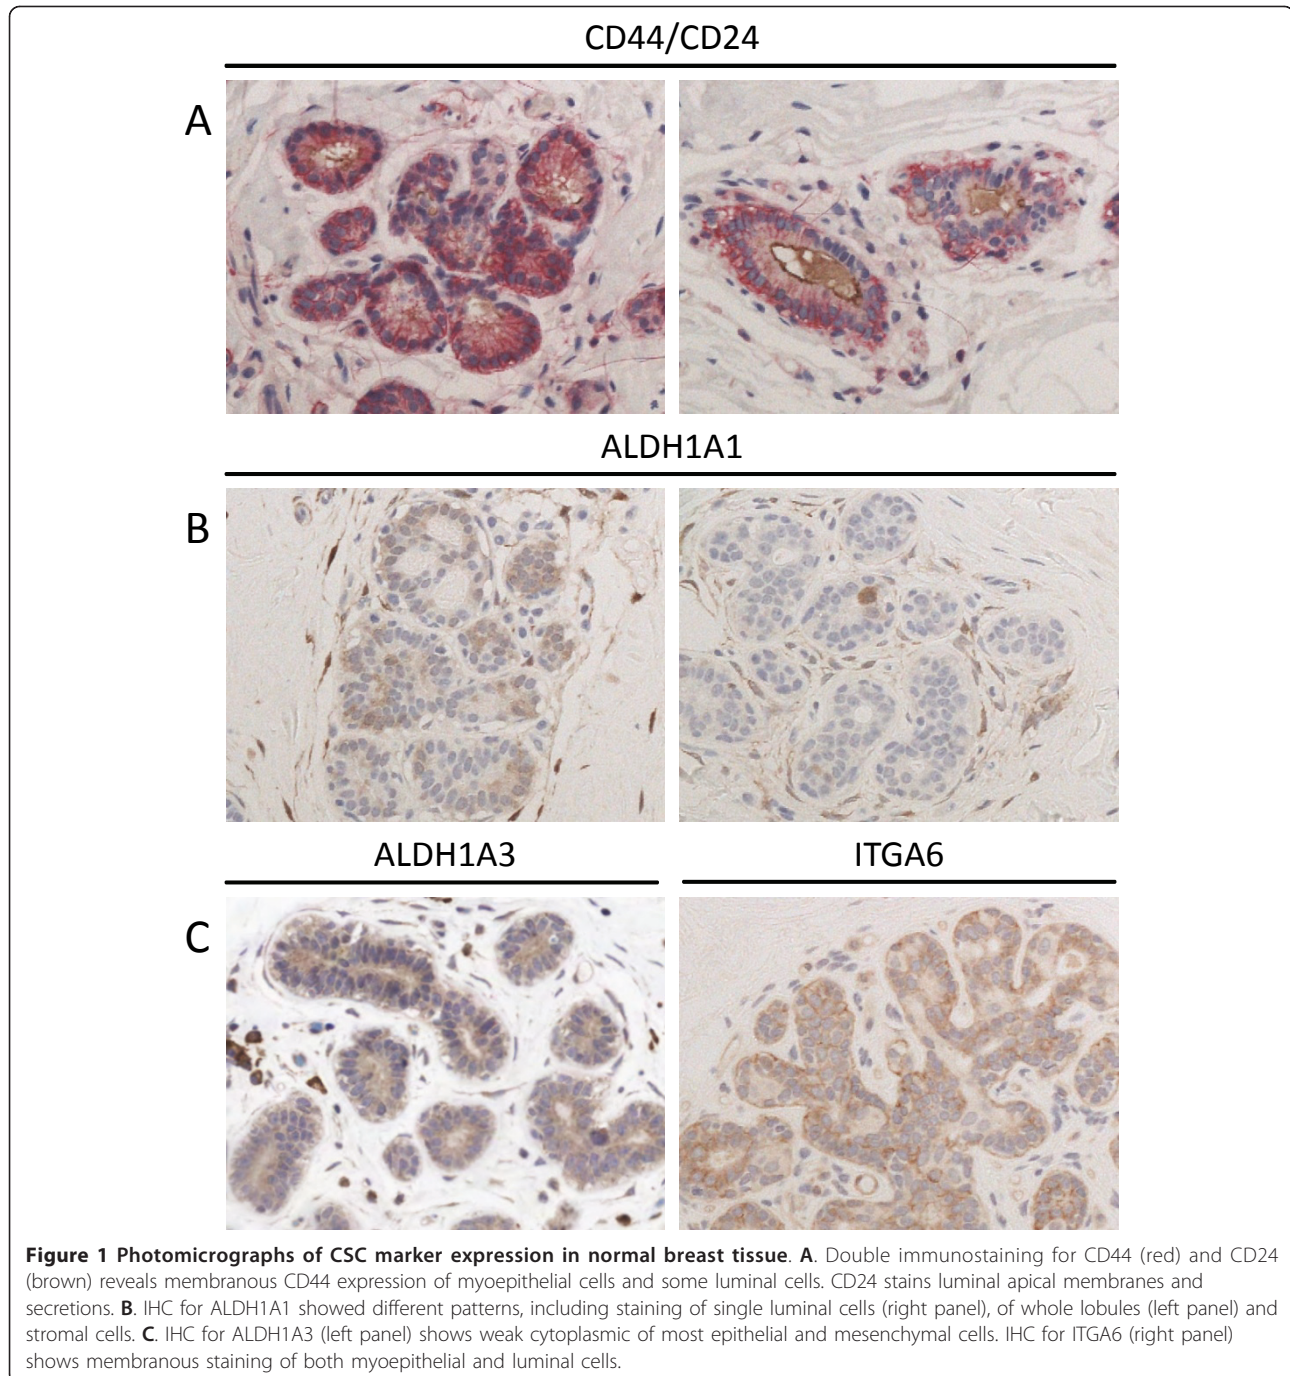 CD44/CD24
A
ALDH1A1
B
ALDH1A3 ITGA6
C
Figure 1 Photomicrographs of CSC marker expression in normal breast tissue. A. Double immunostaining for CD44 (red) and CD24
(brown) reveals membranous CD44 expression of myoepithelial cells and some luminal cells. CD24 stains luminal apical membranes and
secretions. B. IHC for ALDH1A1 showed different patterns, including staining of single luminal cells (right panel), of whole lobules (left panel) and
stromal cells. C. IHC for ALDH1A3 (left panel) shows weak cytoplasmic of most epithelial and mesenchymal cells. IHC for ITGA6 (right panel)
shows membranous staining of both myoepithelial and luminal cells.